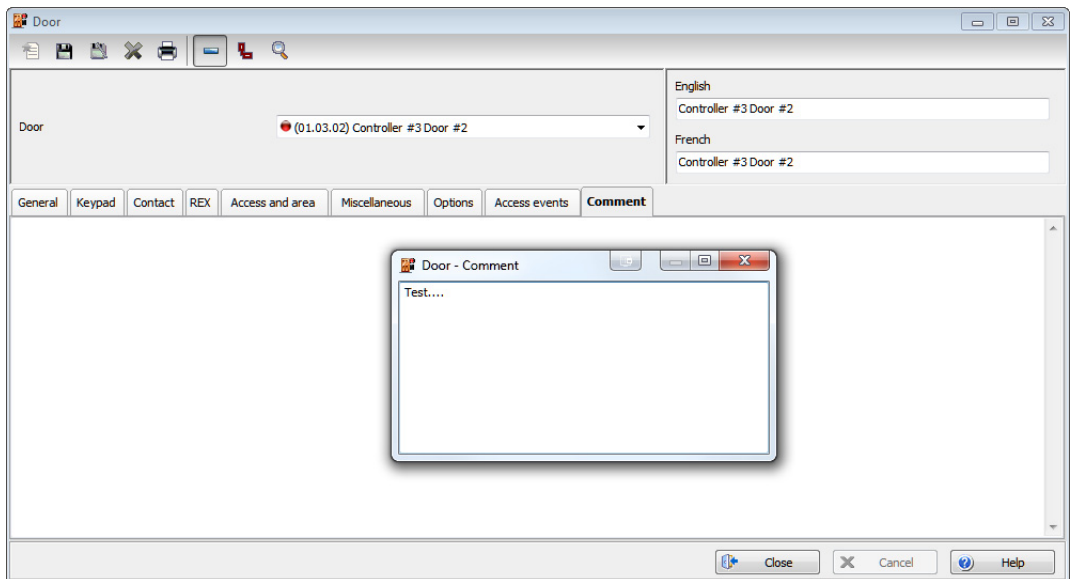 Door
English
Controller #3 Door #2
Door
(01.03.02) Controller #3 Door #2
French
Controller #3 Door #2
General Keypad Contact REX Access and area Miscellaneous Options Access events Comment
Door - Comment
Test....
Close Cancel Help